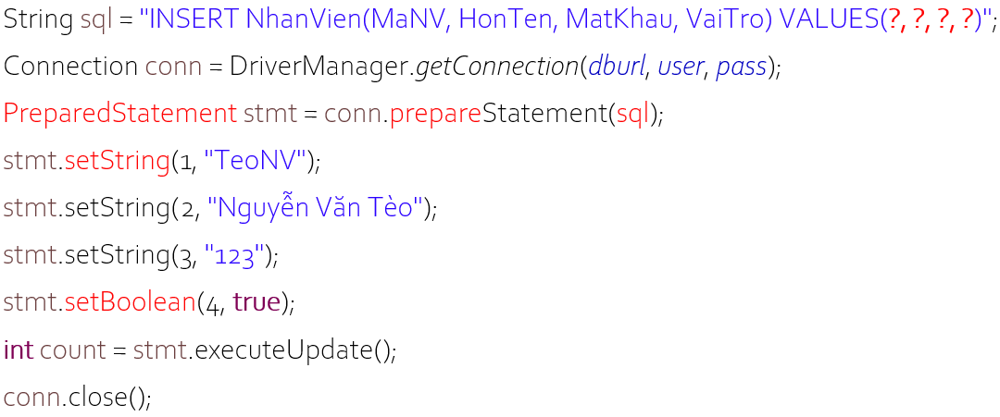 String sql = "INSERT NhanVien(MaNV, HonTen, MatKhau, VaiTro) VALUES(?, ?, ?, ?)";
Connection conn = DriverManager.getConnection(dburl, user, pass);
PreparedStatement stmt = conn.prepareStatement(sql);
stmt.setString(1, "TeoNV");
stmt.setString(2, "Nguyễn Văn Tèo");
stmt.setString(3, "123");
stmt.setBoolean(4, true);
int count = stmt.executeUpdate();
conn.close();